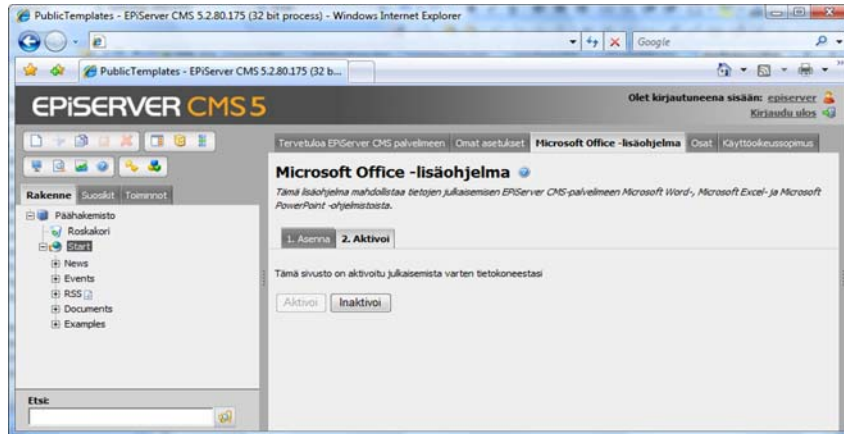 PublicTemplates - EPiServer CMS 5.2.80.175 (32 bit process) - Windows Internet Explorer
Google
PublicTemplates - EPiServer CMS 5.2.80.175 (32 b...
EPiSERVER CMS 5
Olet kirjautuneena sisään: episerver
Kirjaudu ulos
Tervetuloa EPiServer CMS palvelimeen Omat asetukset Microsoft Office -lisäohjelma Osat Käyttöoikeussopimus
Microsoft Office -lisäohjelma
Tämä lisäohjelma mahdollistaa tietojen julkaisemisen EPiServer CMS-palvelimeen Microsoft Word-, Microsoft Excel- ja Microsoft
PowerPoint -ohjelmistoista.
1. Asenna 2. Aktivoi
Tämä sivusto on aktivoitu julkaisemista varten tietokoneestasi
Aktivoi Inaktivoi
Rakenne Suosikit Toiminnot
Päähakemisto
Roskakori
Start
News
Events
RSS
Documents
Examples
Etsi: